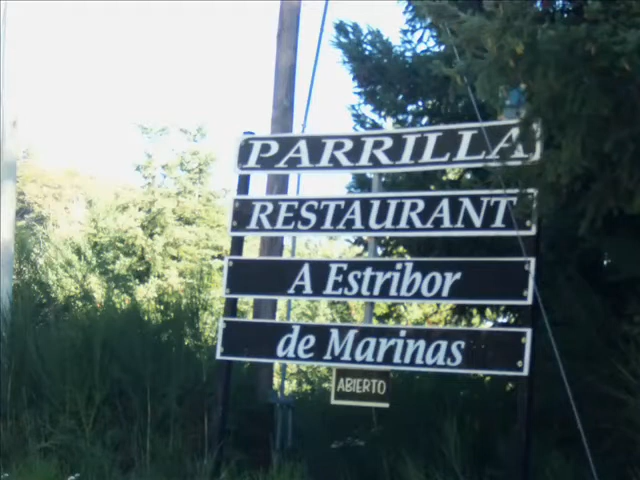 PARRILLA
RESTAURANT
A Estribor
de Marinas
ABIERTO